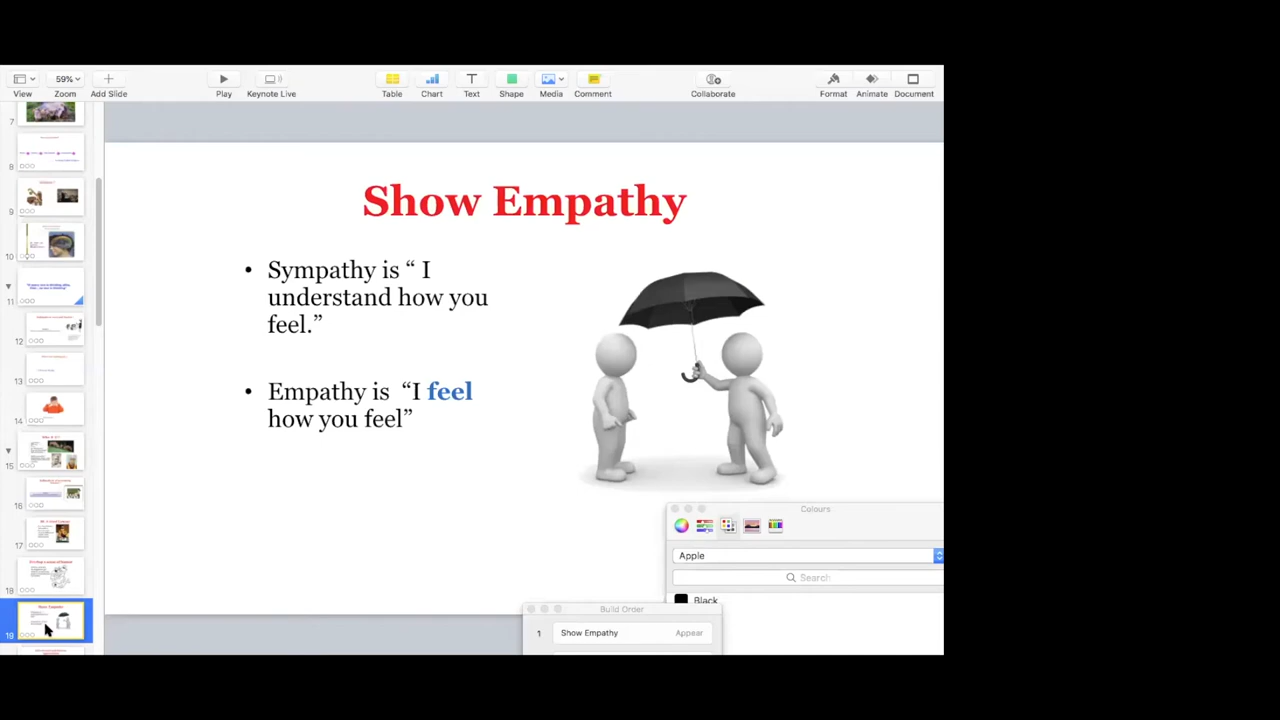 59%
View
Zoom
Add Slide
Play
Keynote Live
Table
Chart
Text
Shape
Media
Comment
Collaborate
Format
Animate
Document
7
8
9
10
11
12
13
14
15
16
17
18
19
Show Empathy
• Sympathy is “ I
understand how you
feel.”
• Empathy is “I feel
how you feel”
Colours
Apple
Search
Black
Build Order
1 Show Empathy Appear